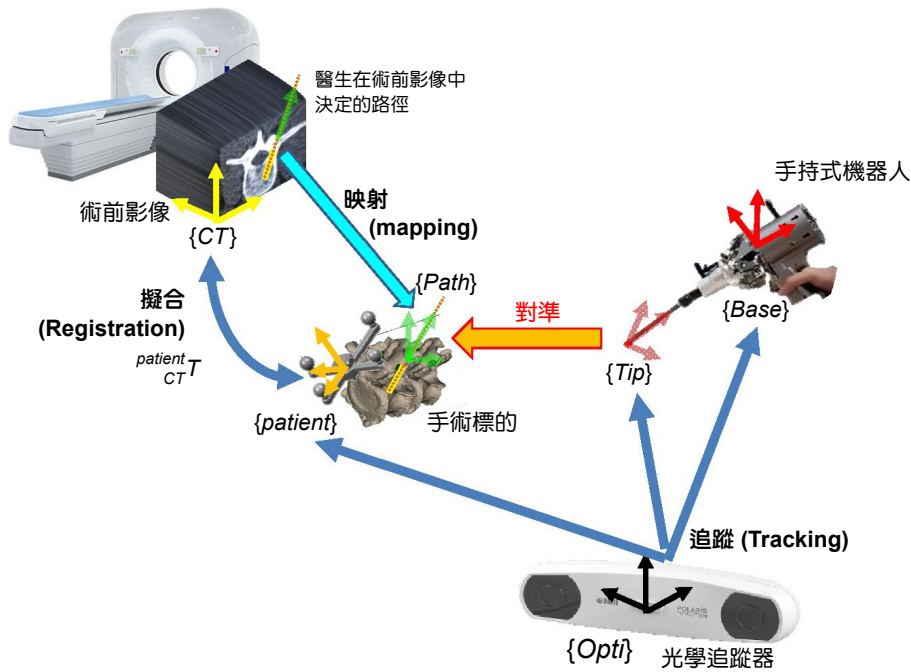 醫生在術前影像中
決定的路徑
手持式機器人
術前影像
{CT}
映射
(mapping)
{Path}
擬合
(Registration)
patient
CT T
對準
{Base}
{Tip}
{patient}
手術標的
追蹤 (Tracking)
NDI
POLARIS
{Opti}
光學追蹤器